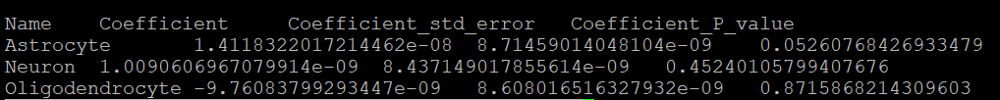 Name Coefficient Coefficient_std_error Coefficient_P_value
Astrocyte 1.4118322017214462e-08 8.71459014048104e-09 0.05260768426933479
Neuron 1.0090606967079914e-09 8.437149017855614e-09 0.45240105799407676
Oligodendrocyte -9.76083799293447e-09 8.608016516327932e-09 0.8715868214309603